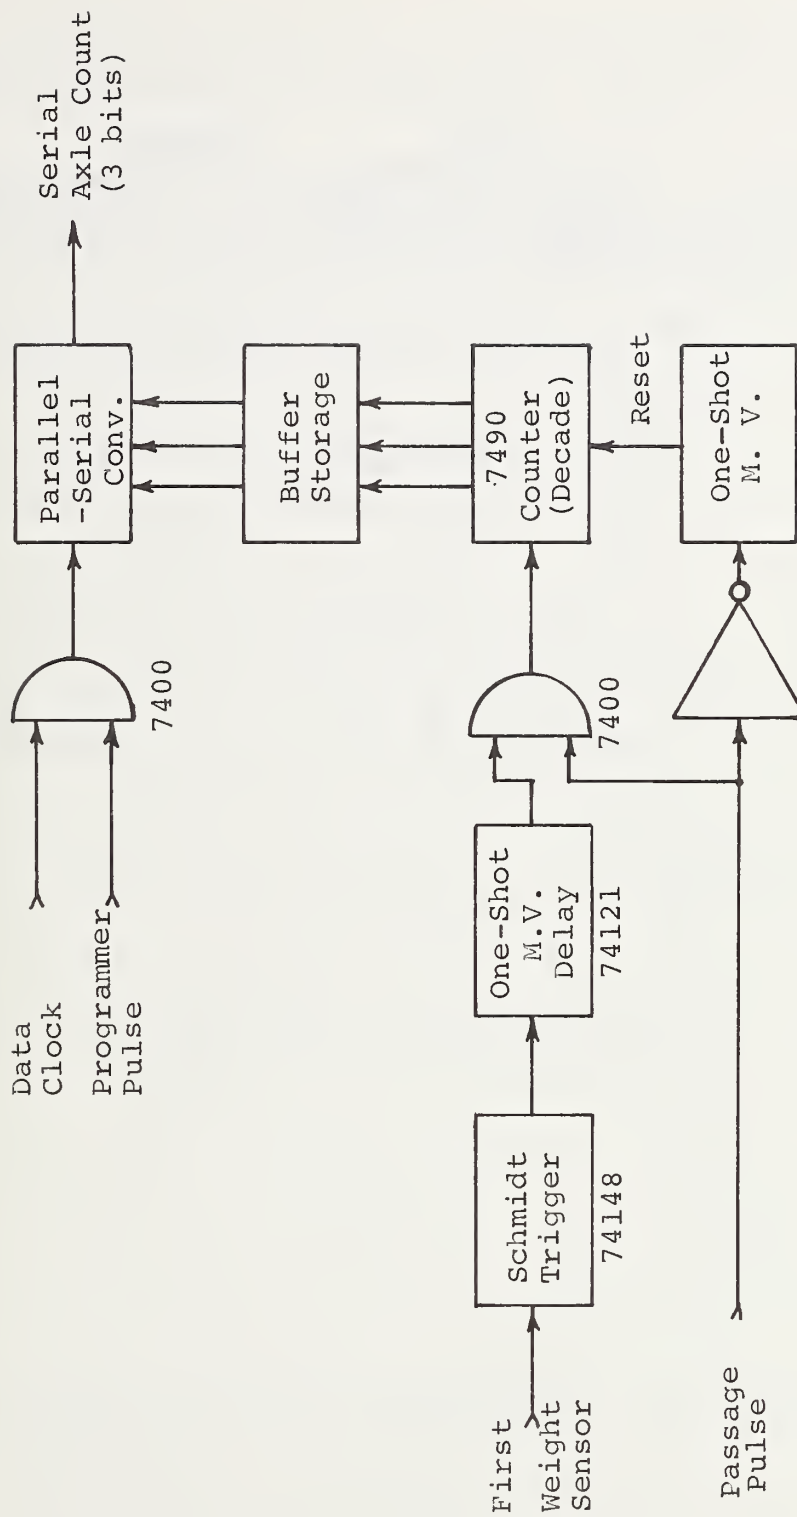 Data
Clock
Programmer
Pulse
7400
Parallel
-Serial
Conv.
Serial
Axle Count
(3 bits)
Buffer
Storage
First
Weight
Sensor
Schmidt
Trigger
74148
One-Shot
M.V.
Delay
74121
7400
7490
Counter
(Decade)
Reset
Passage
Pulse
One-Shot
M. V.